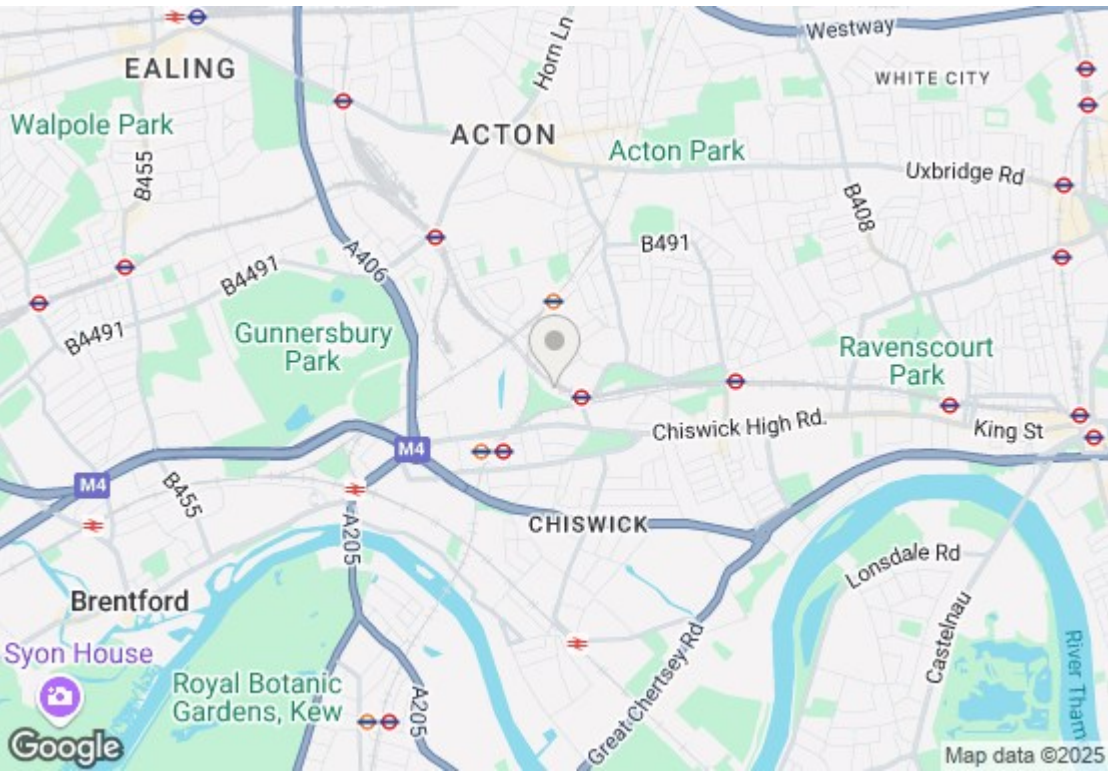 Westway
Horn Ln
EALING
WHITE CITY
Walpole Park
ACTON
Acton Park
B455
Uxbridge Rd
B408
B491
A406
B4491
B4491
Gunnersbury
Park
Ravenscourt
Park
Chiswick High Rd.
King St
M4
M4
B455
CHISWICK
A205
Lonsdale Rd
Brentford
Castelnau
Syon House
River Tham
Royal Botanic
Gardens, Kew
A205
Great Chertsey Rd
Google
Map data ©2025